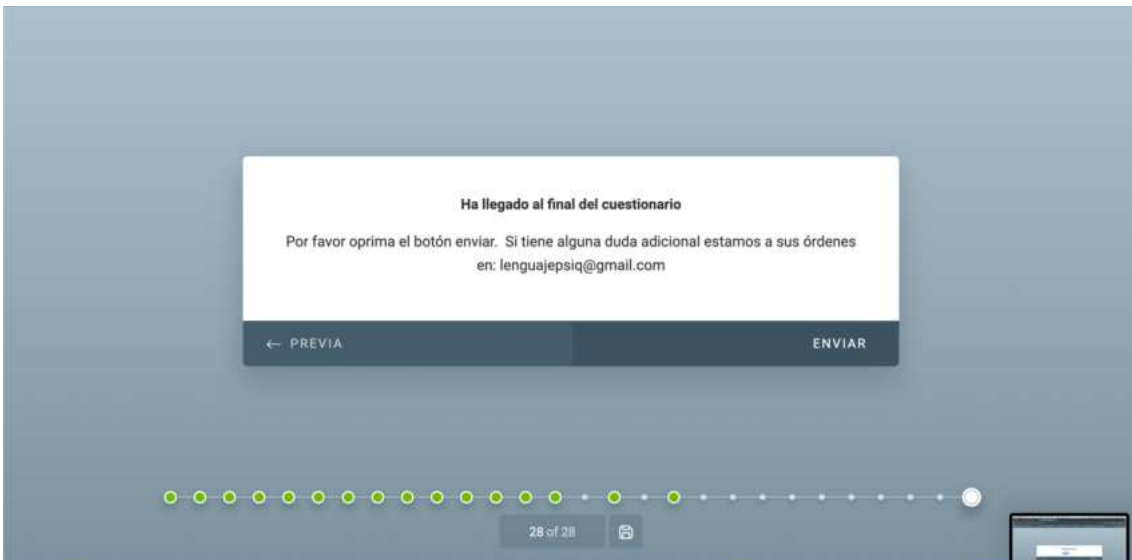 Ha llegado al final del cuestionario
Por favor oprima el botón enviar. Si tiene alguna duda adicional estamos a sus órdenes
en: lenguajepsiq@gmail.com
← PREVIA
ENVIAR
28 of 28